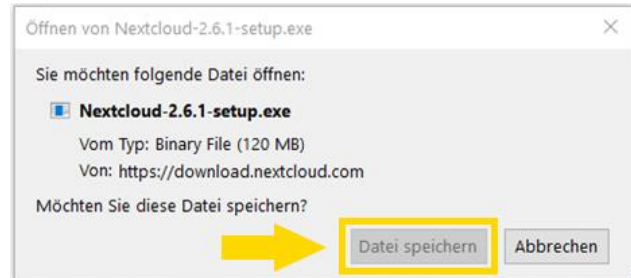 Öffnen von Nextcloud-2.6.1-setup.exe
Sie möchten folgende Datei öffnen:
Nextcloud-2.6.1-setup.exe
Vom Typ: Binary File (120 MB)
Von: https://download.nextcloud.com
Möchten Sie diese Datei speichern?
Datei speichern Abbrechen